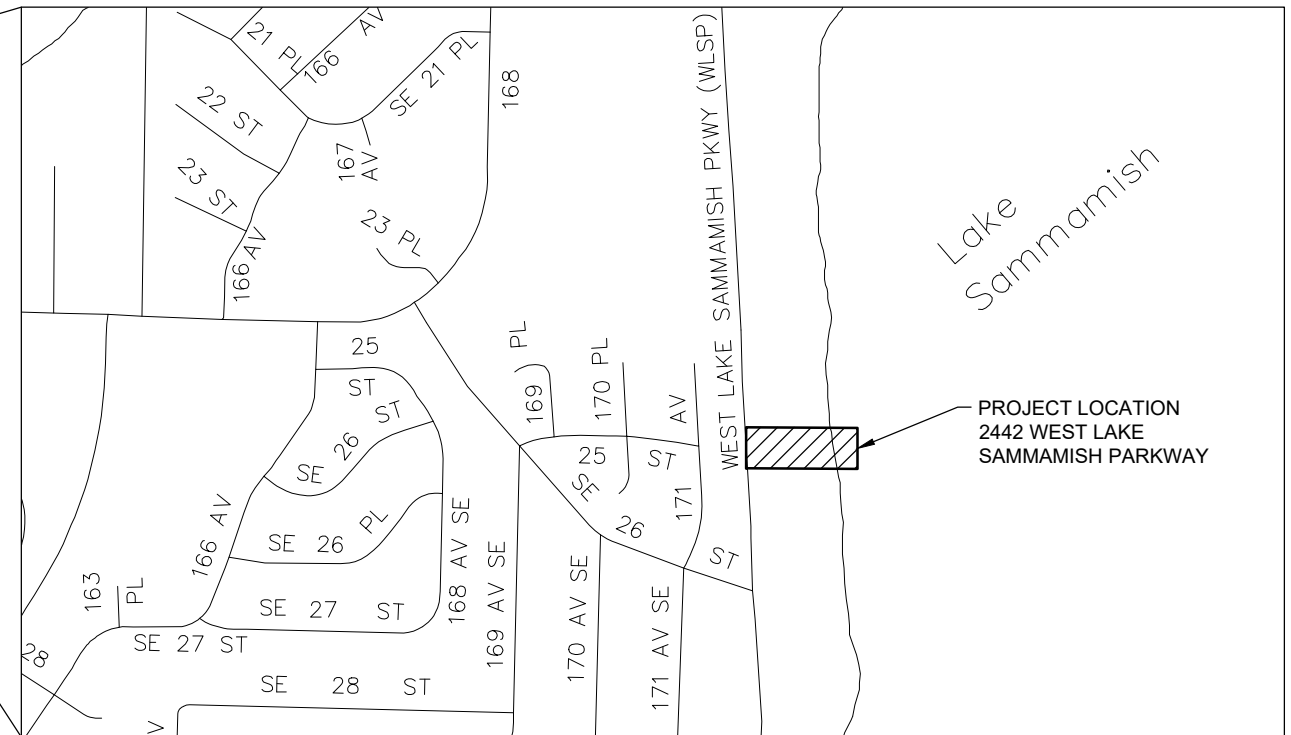 21 PL
166 AV
SE 21 PL
168
22 ST
167 AV
23 ST
23 PL
166 AV
WEST LAKE SAMMAMISH PKWY (WLSP)
Lake
Sammamish
25
ST
ST
SE 26
169 PL
170 PL
AV
171
25 ST
SE 26 ST
PROJECT LOCATION
2442 WEST LAKE
SAMMAMISH PARKWAY
166 AV
SE 26 PL
168 AV SE
169 AV SE
170 AV SE
171 AV SE
163 PL
SE 27 ST
SE 27 ST
28
SE 28 ST
AV